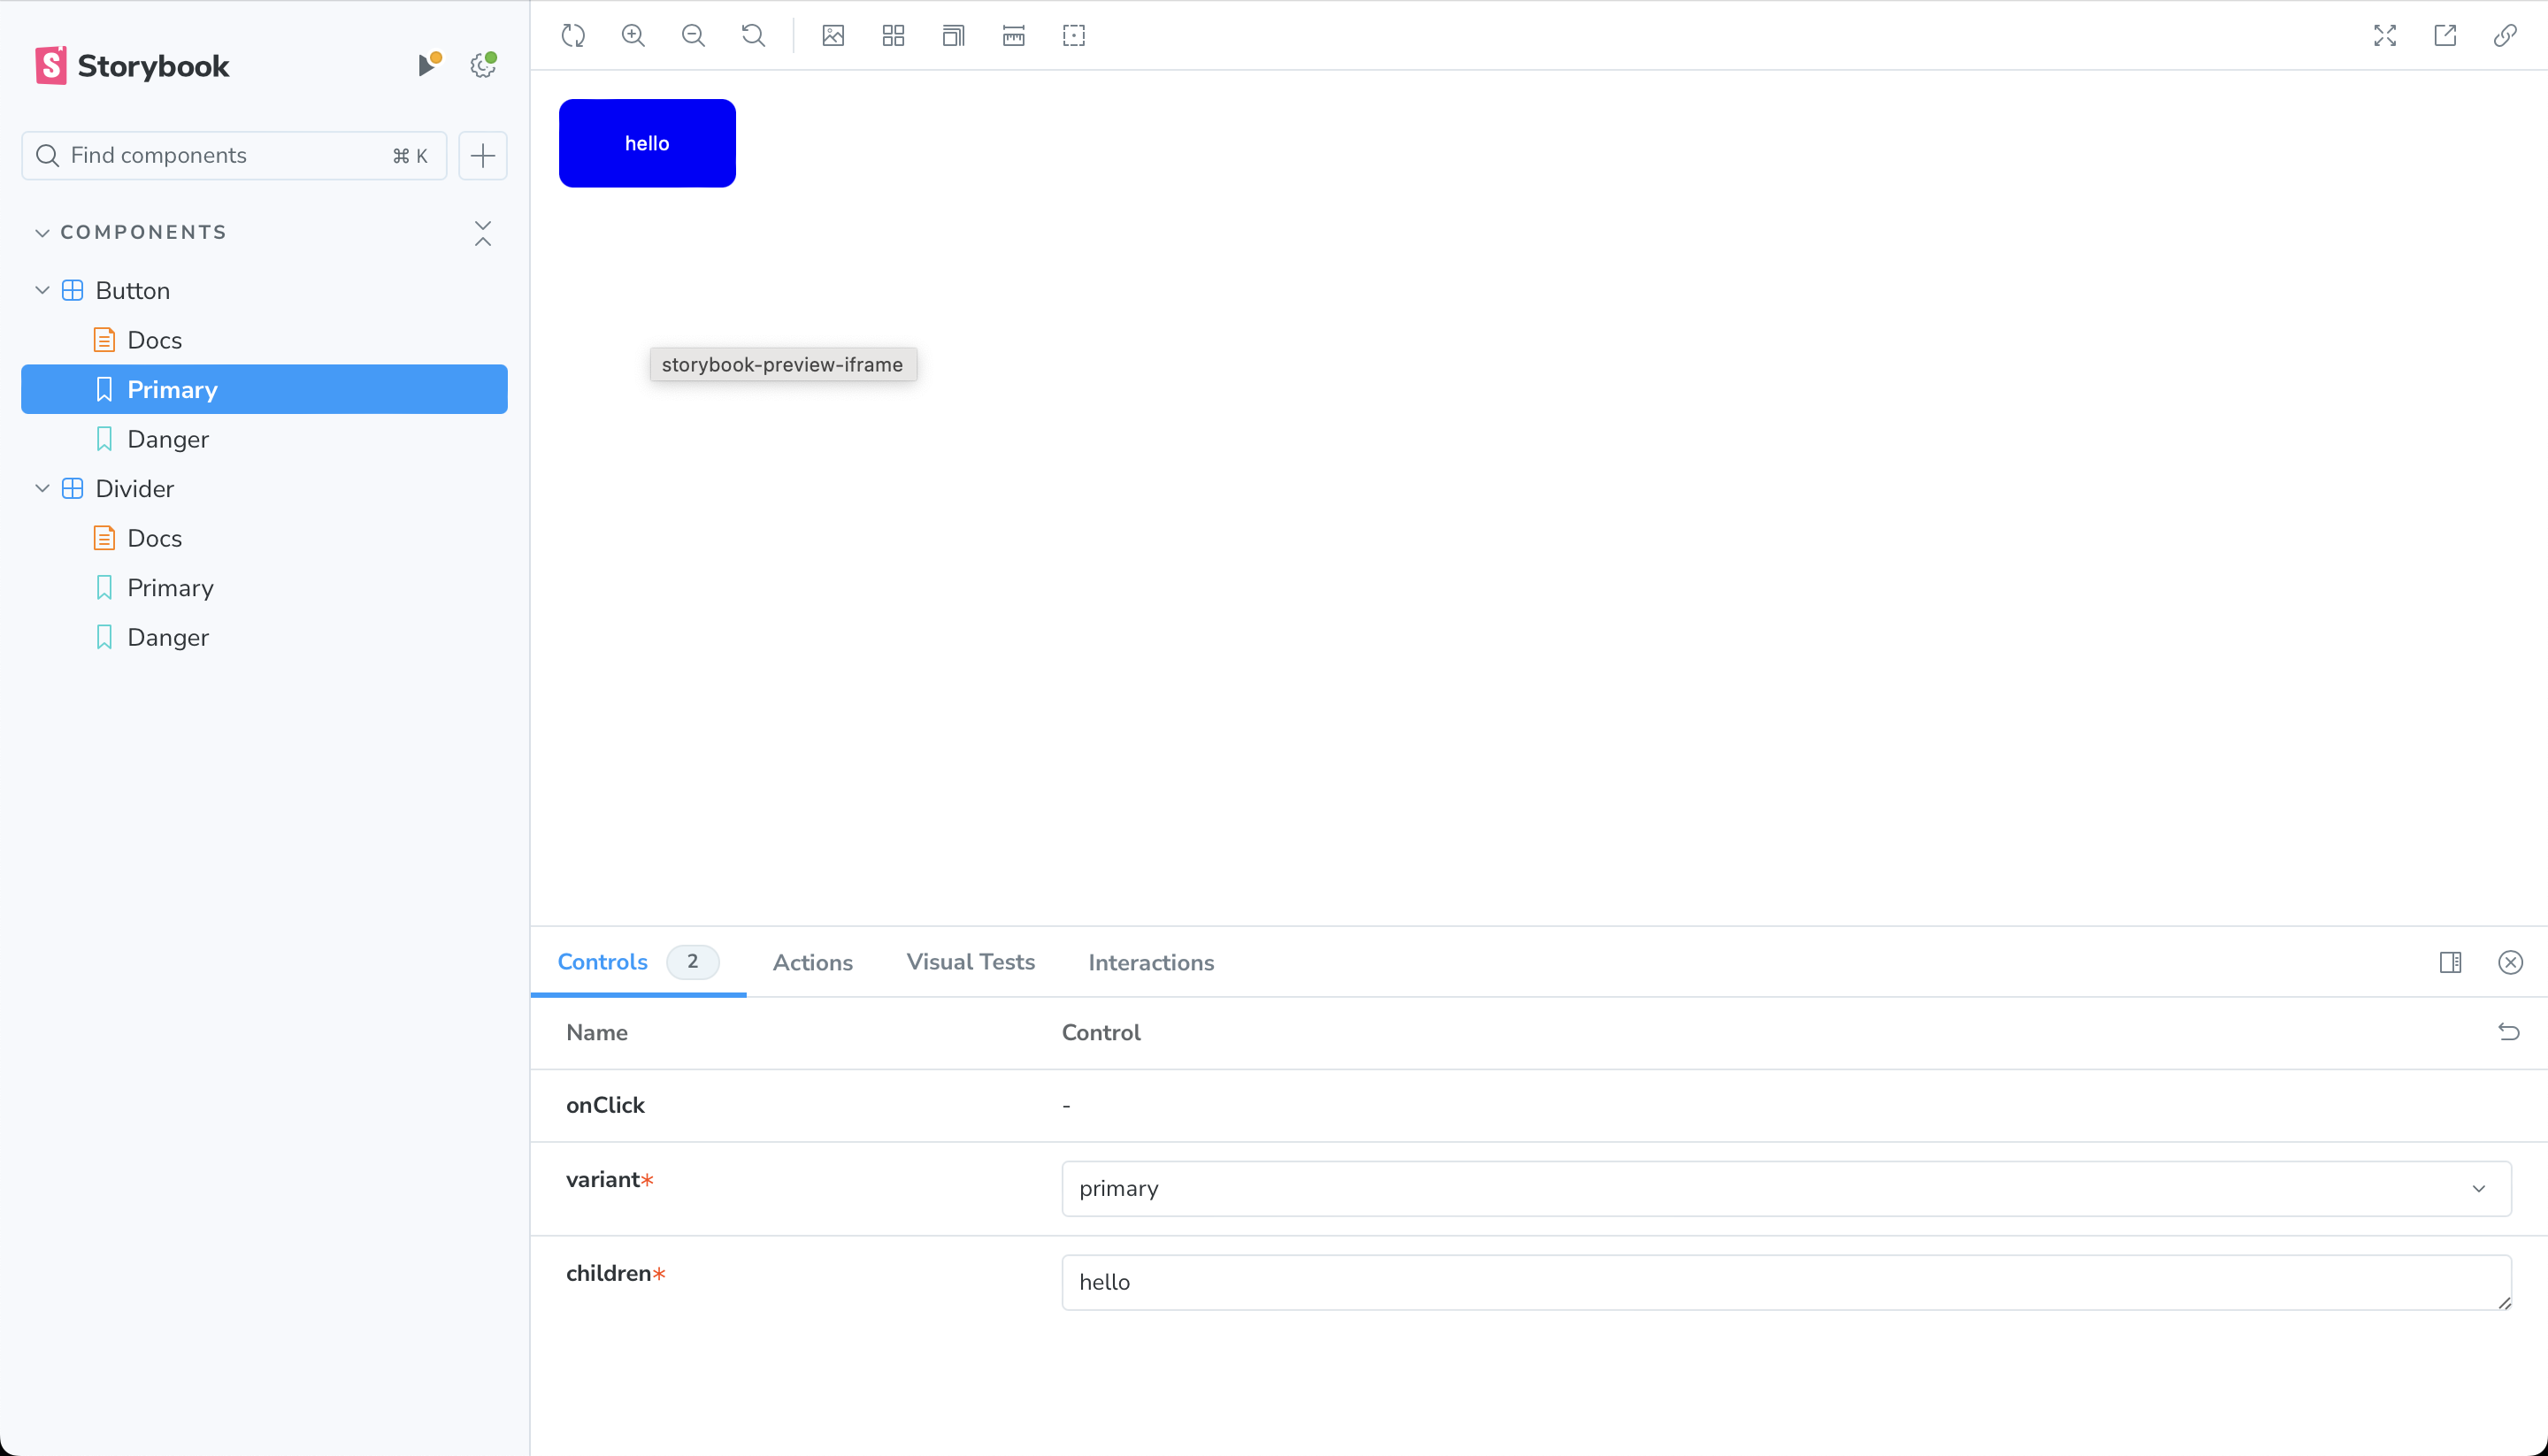 Storybook
Find components
⌘ K
COMPONENTS
Button
Docs
Primary
Danger
Divider
Docs
Primary
Danger
hello
storybook-preview-iframe
Controls 2 Actions Visual Tests Interactions
Name Control
onClick -
variant* primary
children* hello